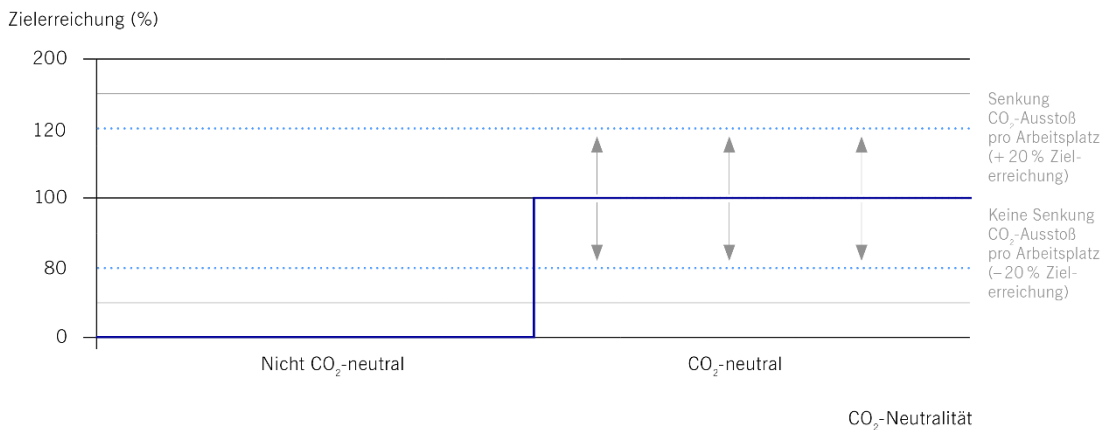 Zielerreichung (%)
200
120
100
80
0
Senkung
CO₂-Ausstoß
pro Arbeitsplatz
(+ 20 % Ziel-
erreichung)
Keine Senkung
CO₂-Ausstoß
pro Arbeitsplatz
(– 20 % Ziel-
erreichung)
Nicht CO₂-neutral
CO₂-neutral
CO₂-Neutralität